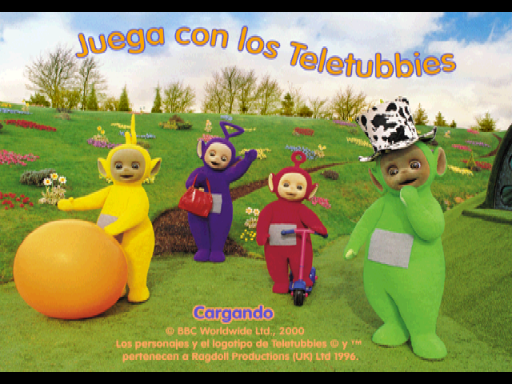 Juega con los Teletubbies
Cargando
© BBC Worldwide Ltd., 2000
Los personajes y el logotipo de Teletubbies © y ™
pertenecen a Ragdoll Productions (UK) Ltd 1996.